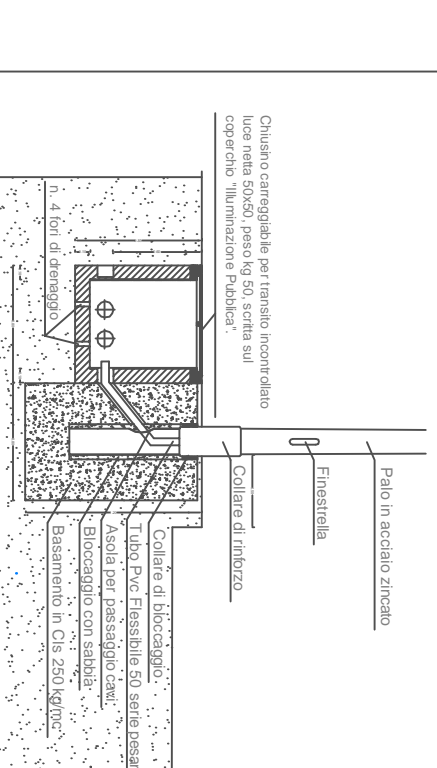 Palo in acciaio zincato
Finestrella
Chiusino carreggiabile per transito incontrollato
luce netta 50x50, peso kg 50, scritta sul
coperchio "Illuminazione Pubblica".
Collare di rinforzo
n. 4 fori di drenaggio
Collare di bloccaggio
Tubo Pvc Flessibile 50 serie pesan
Asola per passaggio cavi
Bloccaggio con sabbia
Basamento in Cls 250 kg/mc